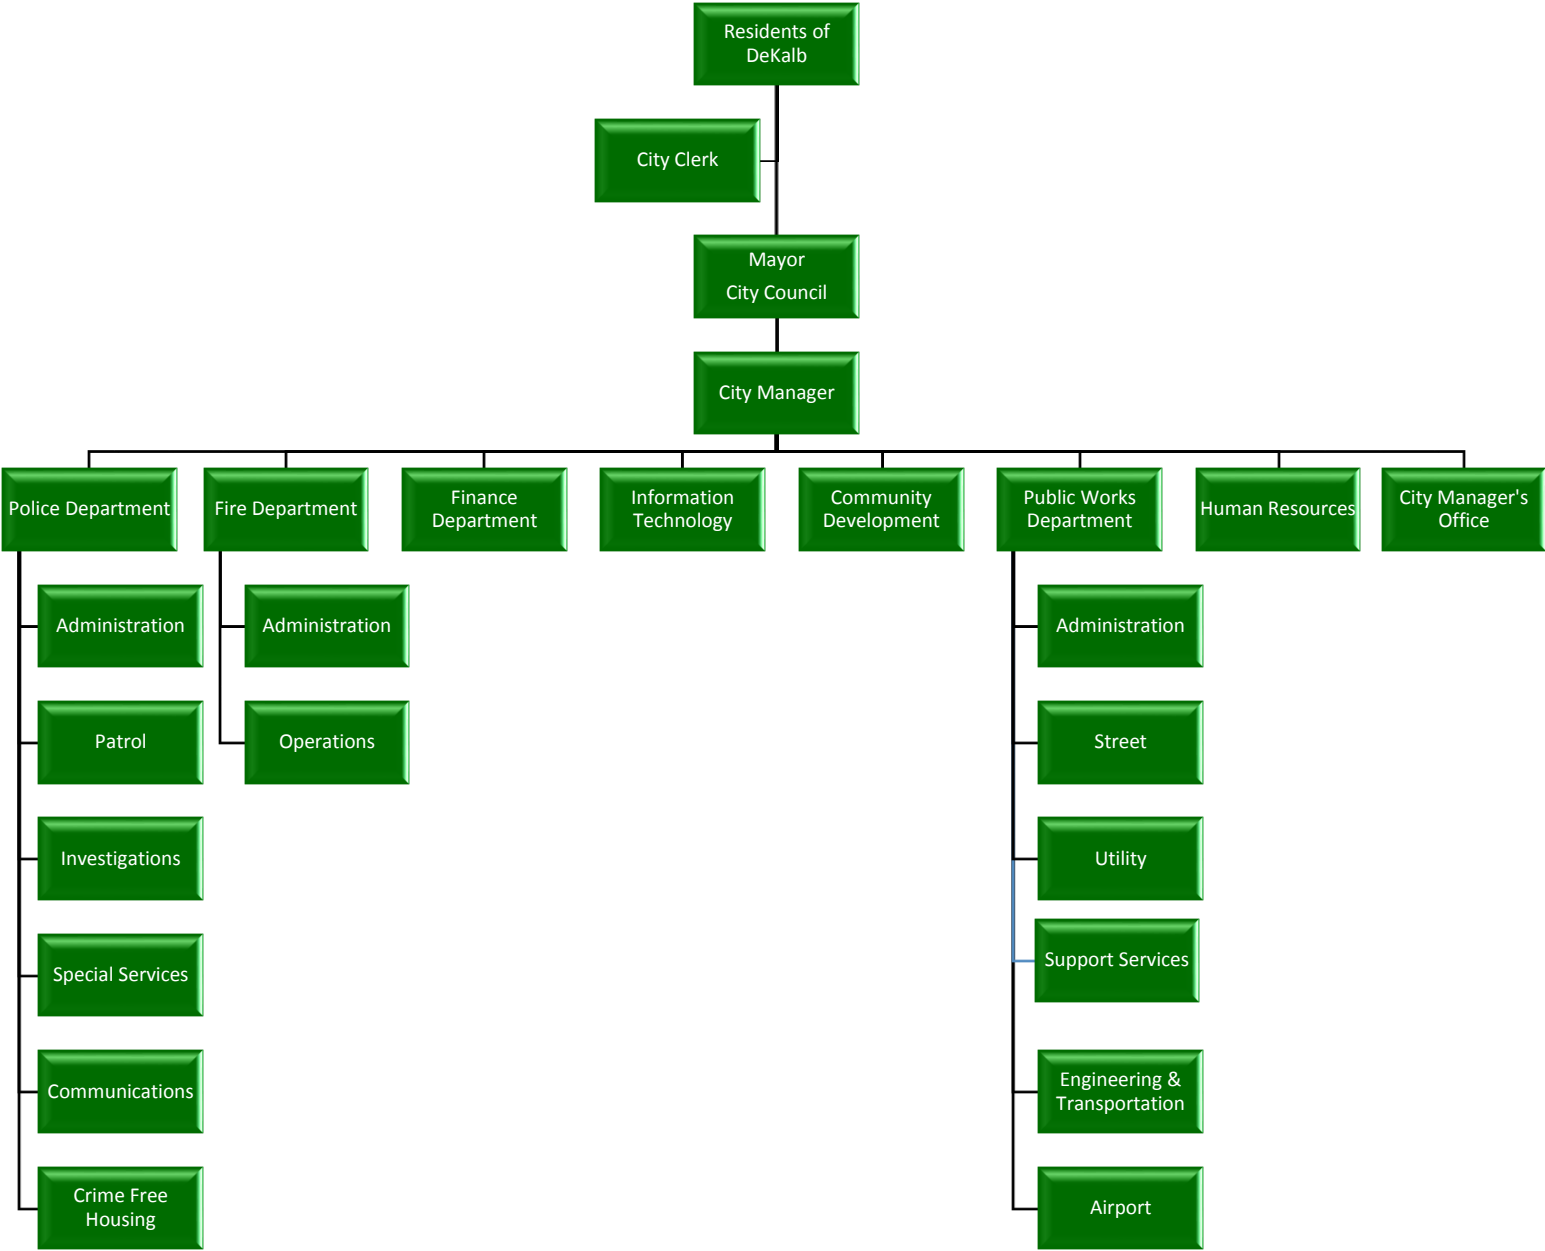 Residents of
DeKalb
City Clerk
Mayor
City Council
City Manager
Police Department
Fire Department
Finance
Department
Information
Technology
Community
Development
Public Works
Department
Human Resources
City Manager's
Office
Administration
Patrol
Investigations
Special Services
Communications
Crime Free
Housing
Administration
Operations
Administration
Street
Utility
Support Services
Engineering &
Transportation
Airport